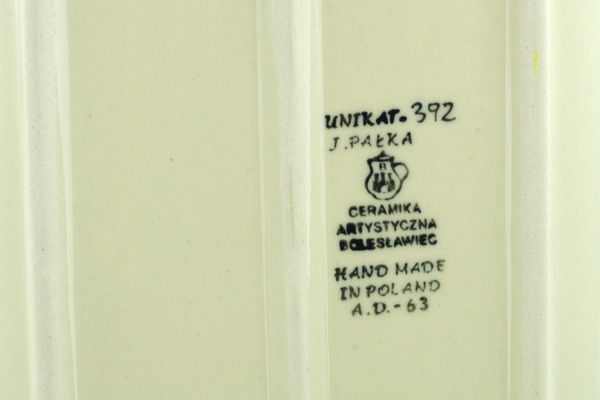 UNIKAT. 392
J. PAŁKA
R
CERAMIKA
ARTYSTYCZNA
BOLESŁAWIEC
HAND MADE
IN POLAND
A.D.-63